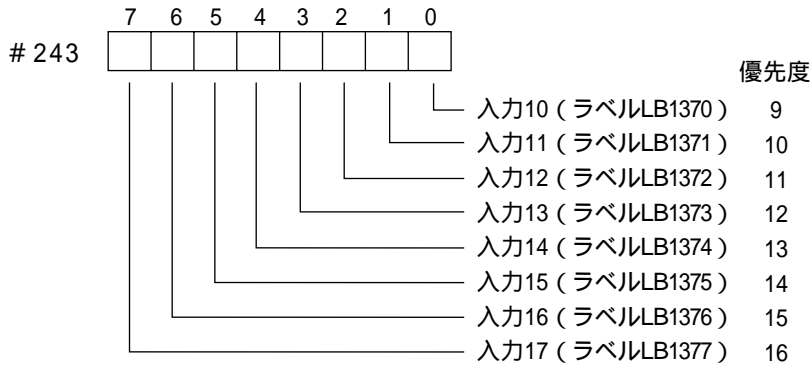 7 6 5 4 3 2 1 0
# 243
優先度
入力10(ラベルLB1370) 9
入力11(ラベルLB1371) 10
入力12(ラベルLB1372) 11
入力13(ラベルLB1373) 12
入力14(ラベルLB1374) 13
入力15(ラベルLB1375) 14
入力16(ラベルLB1376) 15
入力17(ラベルLB1377) 16